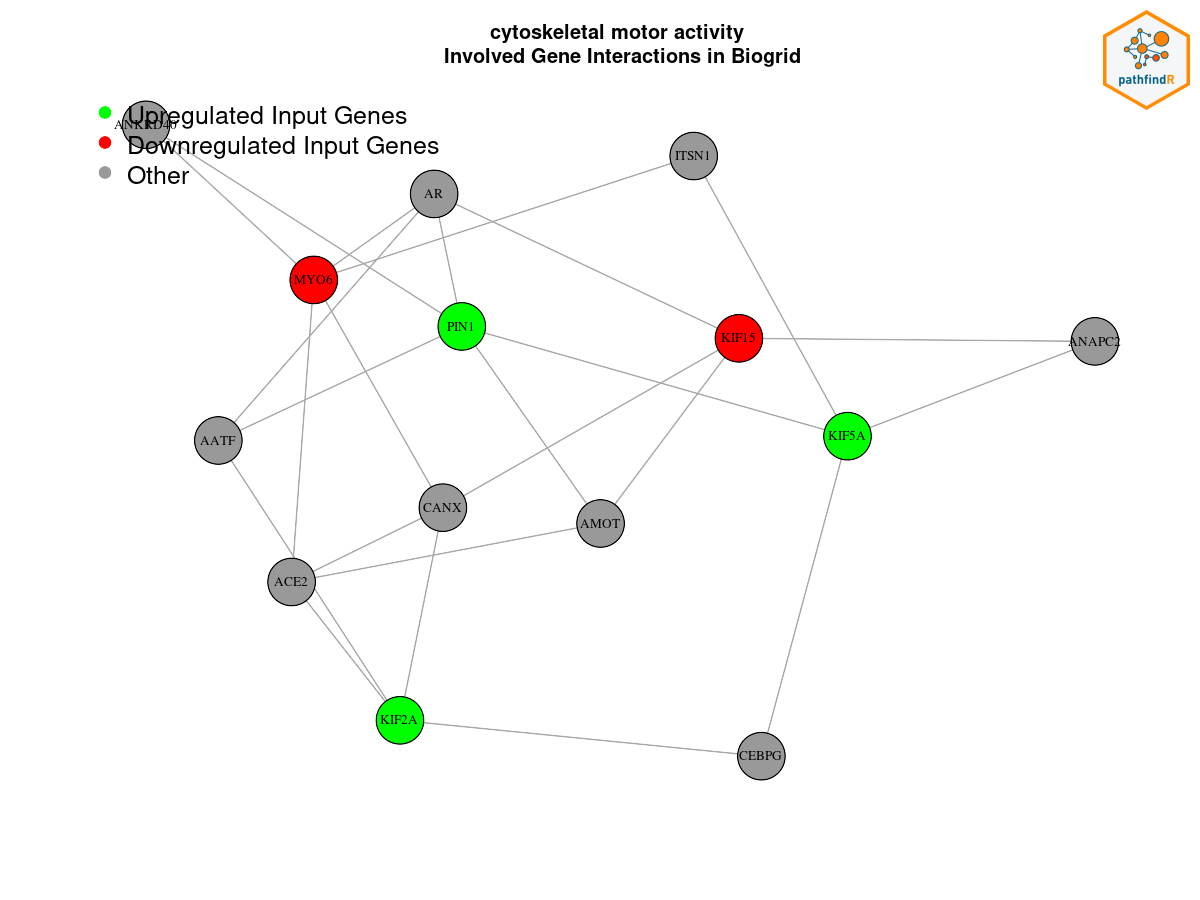 cytoskeletal motor activity
Involved Gene Interactions in Biogrid
pathfindR
Upregulated Input Genes
Downregulated Input Genes
Other
ITSN1
AR
MYO6
PIN1
KIF15
ANAPC2
AATF
KIF5A
CANX
AMOT
ACE2
KIF2A
CEBPG